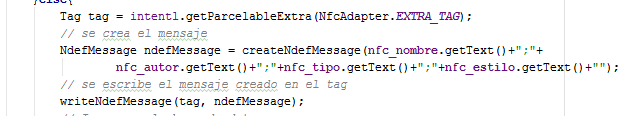 }else{
Tag tag = intentl.getParcelableExtra(NfcAdapter.EXTRA_TAG);
// se crea el mensaje
NdefMessage ndefMessage = createNdefMessage(nfc_nombre.getText()+";"+
nfc_autor.getText()+";"+nfc_tipo.getText()+";"+nfc_estilo.getText()+"");
// se escribe el mensaje creado en el tag
writeNdefMessage(tag, ndefMessage);